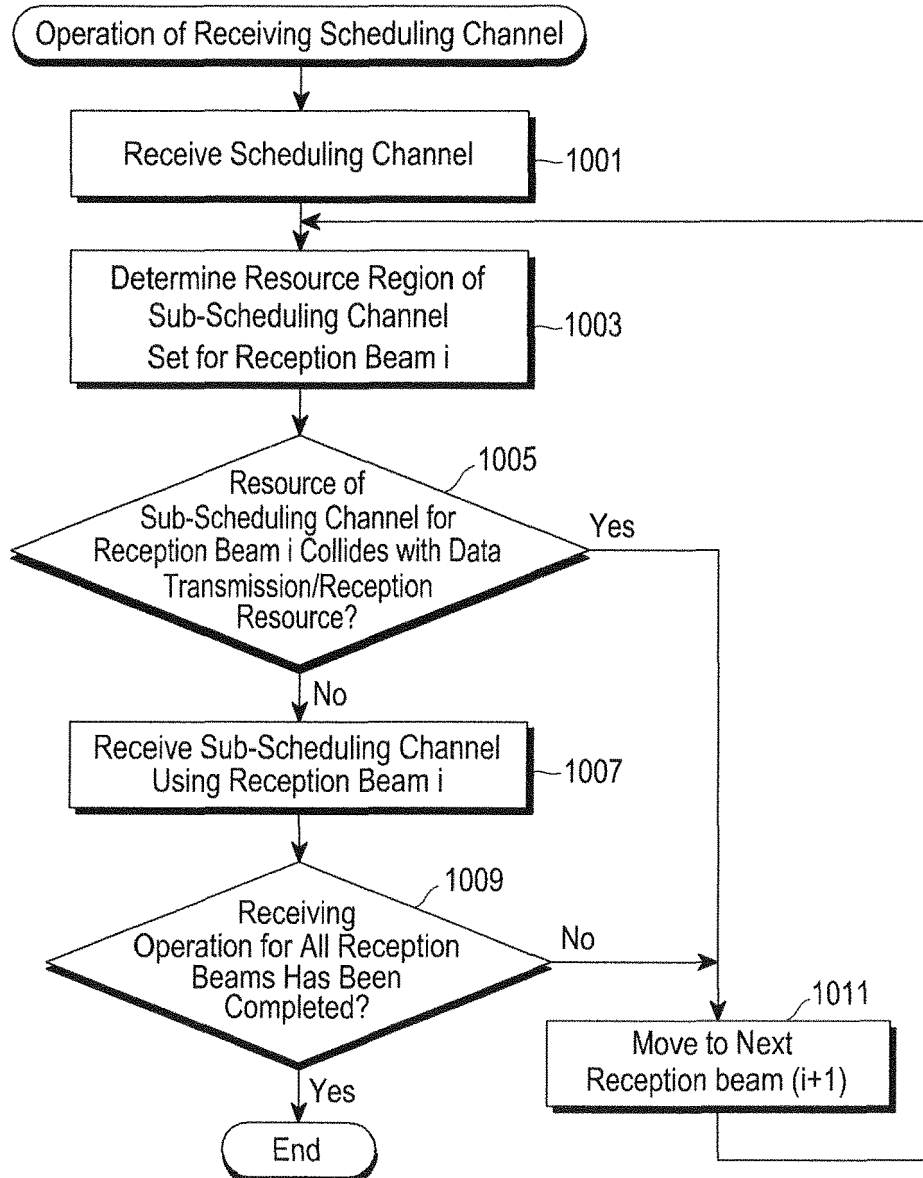 Operation of Receiving Scheduling Channel
Receive Scheduling Channel
1001
Determine Resource Region of
Sub-Scheduling Channel
Set for Reception Beam i
1003
1005
Resource of
Sub-Scheduling Channel for
Reception Beam i Collides with Data
Transmission/Reception
Resource?
Yes
No
Receive Sub-Scheduling Channel
Using Reception Beam i
1007
1009
Receiving
Operation for All Reception
Beams Has Been
Completed?
No
1011
Move to Next
Reception beam (i+1)
Yes
End